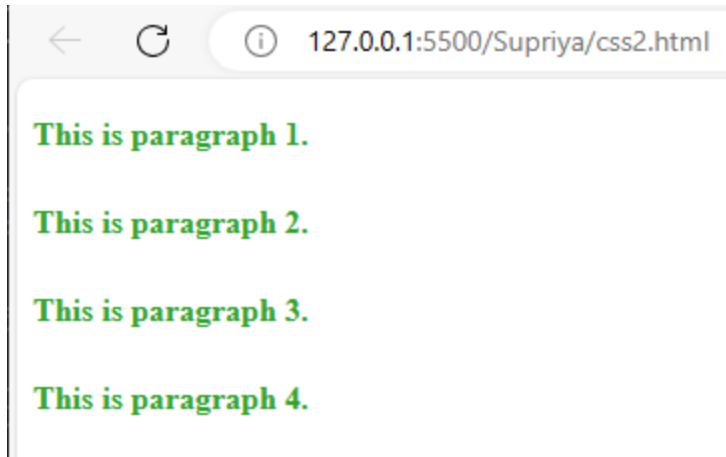 127.0.0.1:5500/Supriya/css2.html
This is paragraph 1.
This is paragraph 2.
This is paragraph 3.
This is paragraph 4.